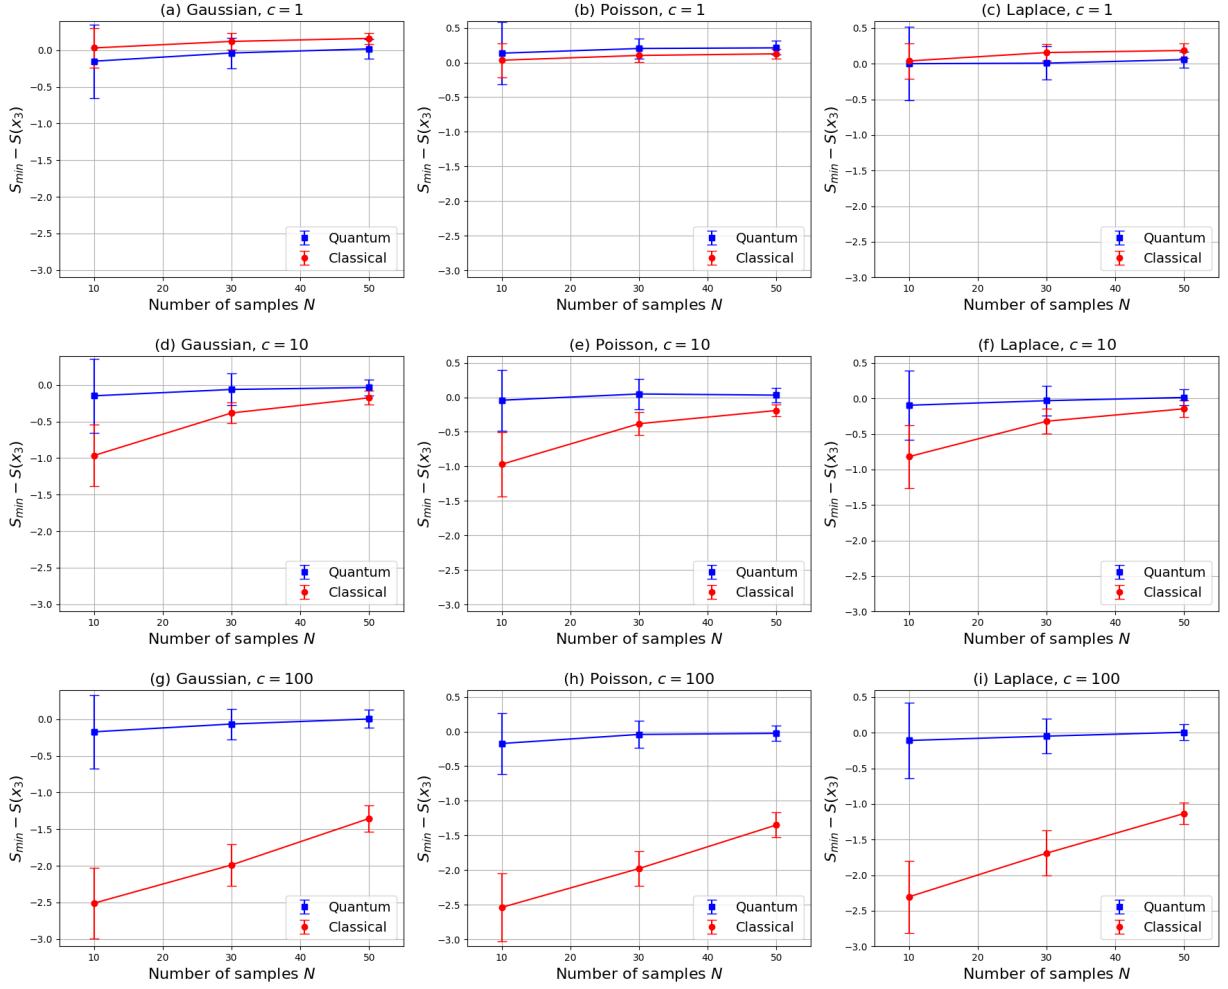 (a) Gaussian, c = 1
0.0
−0.5
−1.0
−1.5
−2.0
−2.5
−3.0
S_min − S(x_3)
Quantum
Classical
10 20 30 40 50
Number of samples N
(b) Poisson, c = 1
0.5
0.0
−0.5
−1.0
−1.5
−2.0
−2.5
−3.0
S_min − S(x_3)
Quantum
Classical
10 20 30 40 50
Number of samples N
(c) Laplace, c = 1
0.5
0.0
−0.5
−1.0
−1.5
−2.0
−2.5
−3.0
S_min − S(x_3)
Quantum
Classical
10 20 30 40 50
Number of samples N
(d) Gaussian, c = 10
0.0
−0.5
−1.0
−1.5
−2.0
−2.5
−3.0
S_min − S(x_3)
Quantum
Classical
10 20 30 40 50
Number of samples N
(e) Poisson, c = 10
0.5
0.0
−0.5
−1.0
−1.5
−2.0
−2.5
−3.0
S_min − S(x_3)
Quantum
Classical
10 20 30 40 50
Number of samples N
(f) Laplace, c = 10
0.5
0.0
−0.5
−1.0
−1.5
−2.0
−2.5
−3.0
S_min − S(x_3)
Quantum
Classical
10 20 30 40 50
Number of samples N
(g) Gaussian, c = 100
0.0
−0.5
−1.0
−1.5
−2.0
−2.5
−3.0
S_min − S(x_3)
Quantum
Classical
10 20 30 40 50
Number of samples N
(h) Poisson, c = 100
0.5
0.0
−0.5
−1.0
−1.5
−2.0
−2.5
−3.0
S_min − S(x_3)
Quantum
Classical
10 20 30 40 50
Number of samples N
(i) Laplace, c = 100
0.5
0.0
−0.5
−1.0
−1.5
−2.0
−2.5
−3.0
S_min − S(x_3)
Quantum
Classical
10 20 30 40 50
Number of samples N